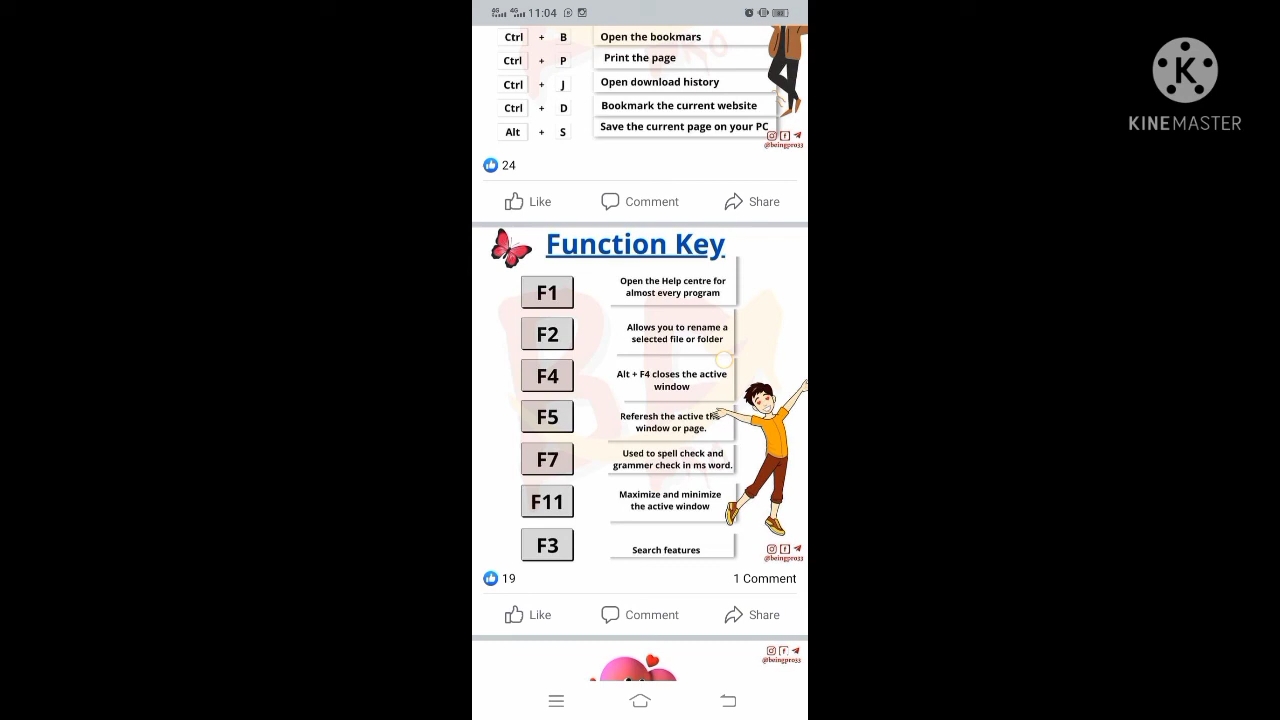 4G 4G 11:04
Ctrl + B Open the bookmars
Ctrl + P Print the page
Ctrl + J Open download history
Ctrl + D Bookmark the current website
Alt + S Save the current page on your PC
@beingpro33
24
Like Comment Share
Function Key
F1 Open the Help centre for
almost every program
F2 Allows you to rename a
selected file or folder
F4 Alt + F4 closes the active
window
F5 Referesh the active the
window or page.
F7 Used to spell check and
grammer check in ms word.
F11 Maximize and minimize
the active window
F3 Search features
@beingpro33
19 1 Comment
Like Comment Share
@beingpro33
K
KINEMASTER